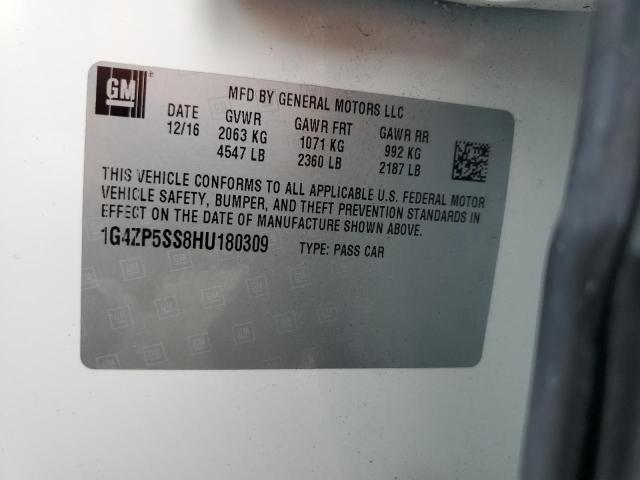 GM ®
MFD BY GENERAL MOTORS LLC
DATE GVWR GAWR FRT GAWR RR
12/16 2063 KG 1071 KG 992 KG
4547 LB 2360 LB 2187 LB
THIS VEHICLE CONFORMS TO ALL APPLICABLE U.S. FEDERAL MOTOR
VEHICLE SAFETY, BUMPER, AND THEFT PREVENTION STANDARDS IN
EFFECT ON THE DATE OF MANUFACTURE SHOWN ABOVE.
1G4ZP5SS8HU180309 TYPE: PASS CAR